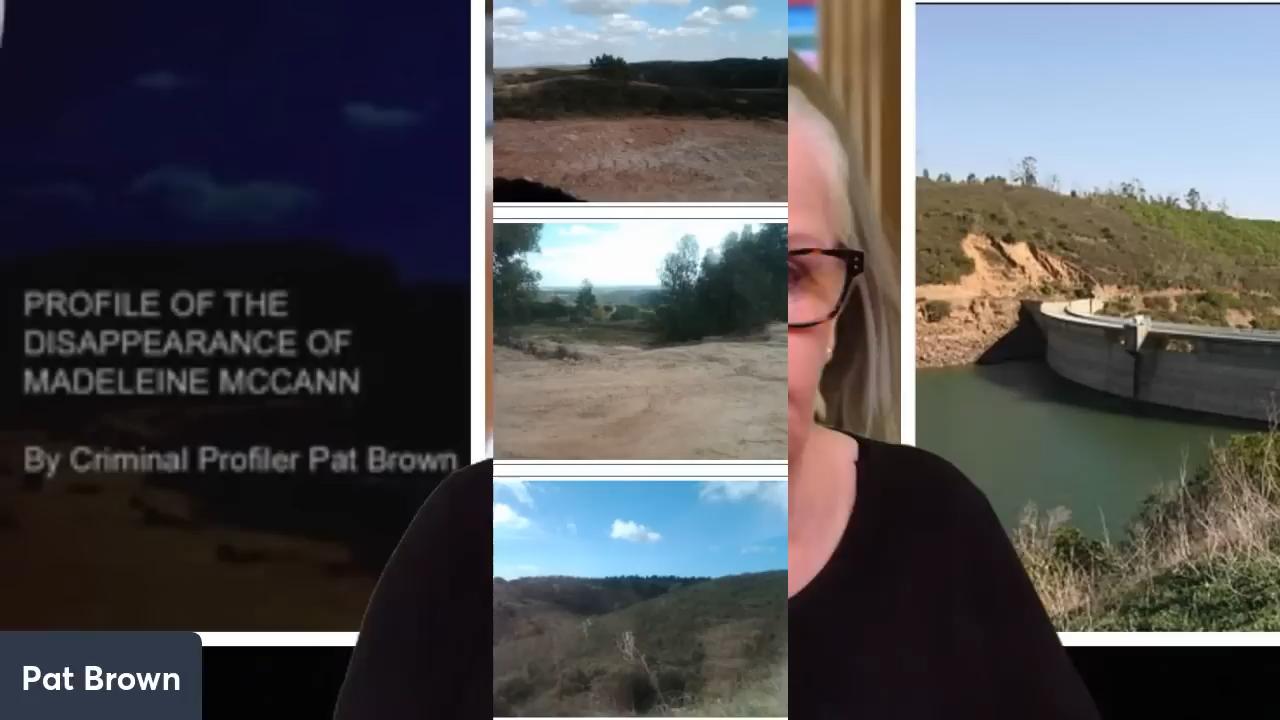 PROFILE OF THE
DISAPPEARANCE OF
MADELEINE MCCANN
By Criminal Profiler Pat Brown
Pat Brown